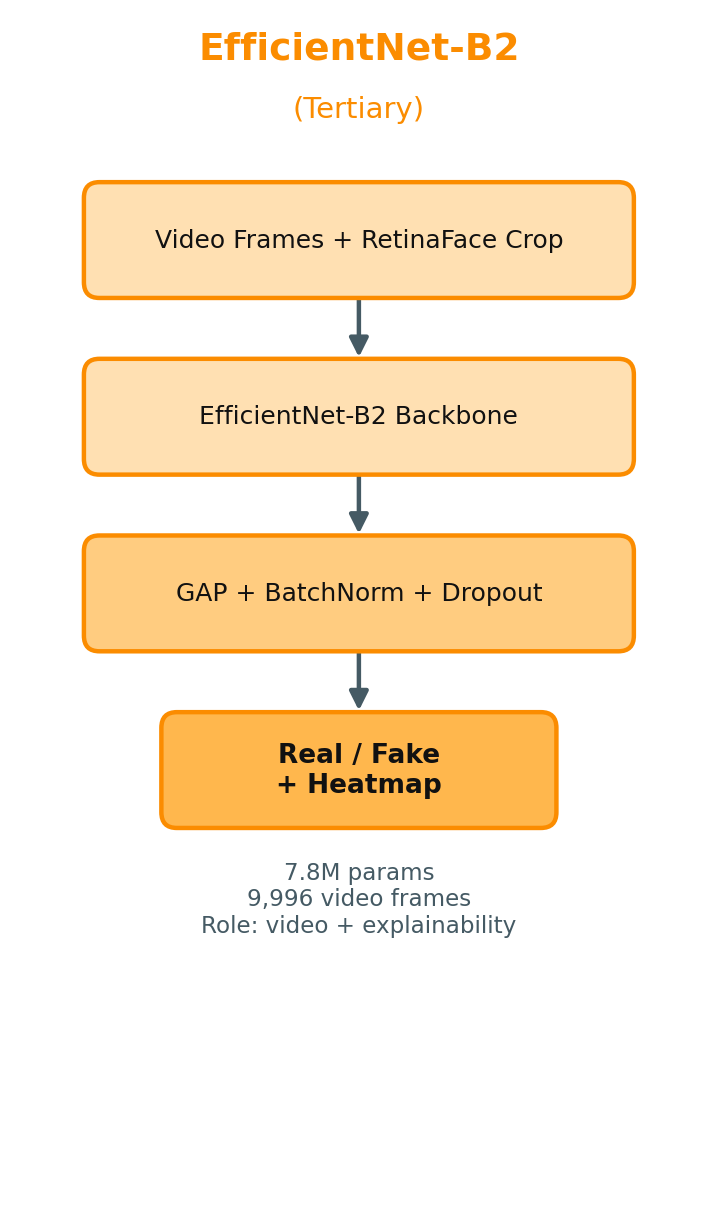 EfficientNet-B2
(Tertiary)
Video Frames + RetinaFace Crop
EfficientNet-B2 Backbone
GAP + BatchNorm + Dropout
Real / Fake
+ Heatmap
7.8M params
9,996 video frames
Role: video + explainability